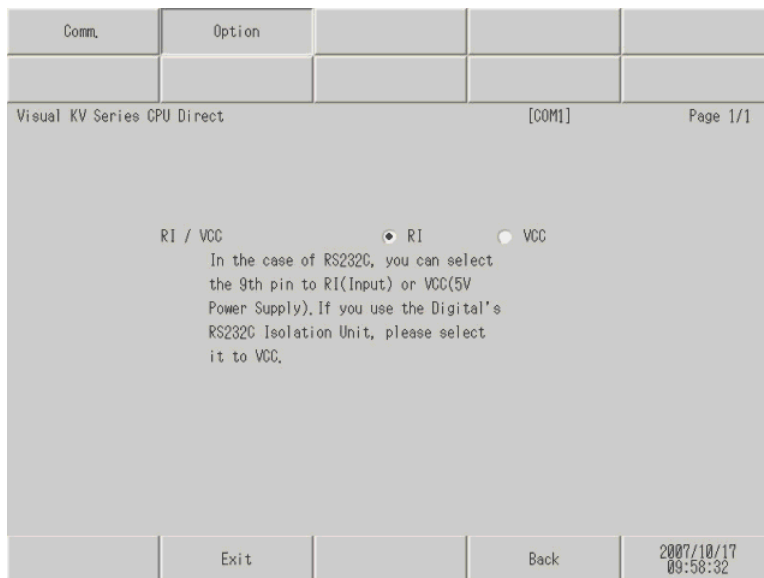 Comm. Option
Visual KV Series CPU Direct [COM1] Page 1/1
RI / VCC RI VCC
In the case of RS232C, you can select
the 9th pin to RI(Input) or VCC(5V
Power Supply).If you use the Digital's
RS232C Isolation Unit, please select
it to VCC.
Exit Back 2007/10/17
09:58:32